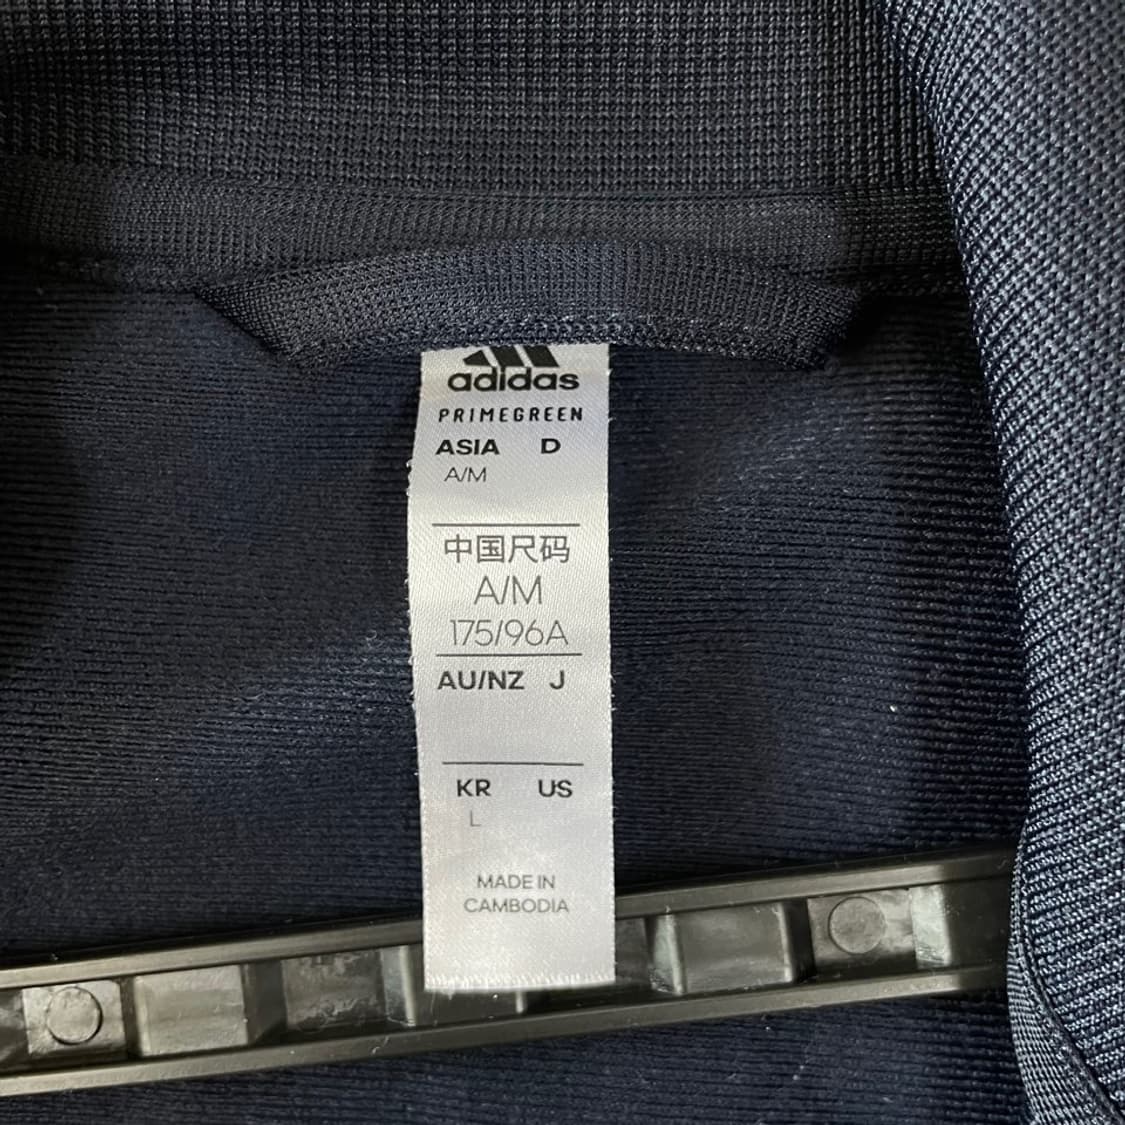 adidas
PRIMEGREEN
ASIA D
A/M
中国尺码
A/M
175/96A
AU/NZ J
KR US
L
MADE IN
CAMBODIA